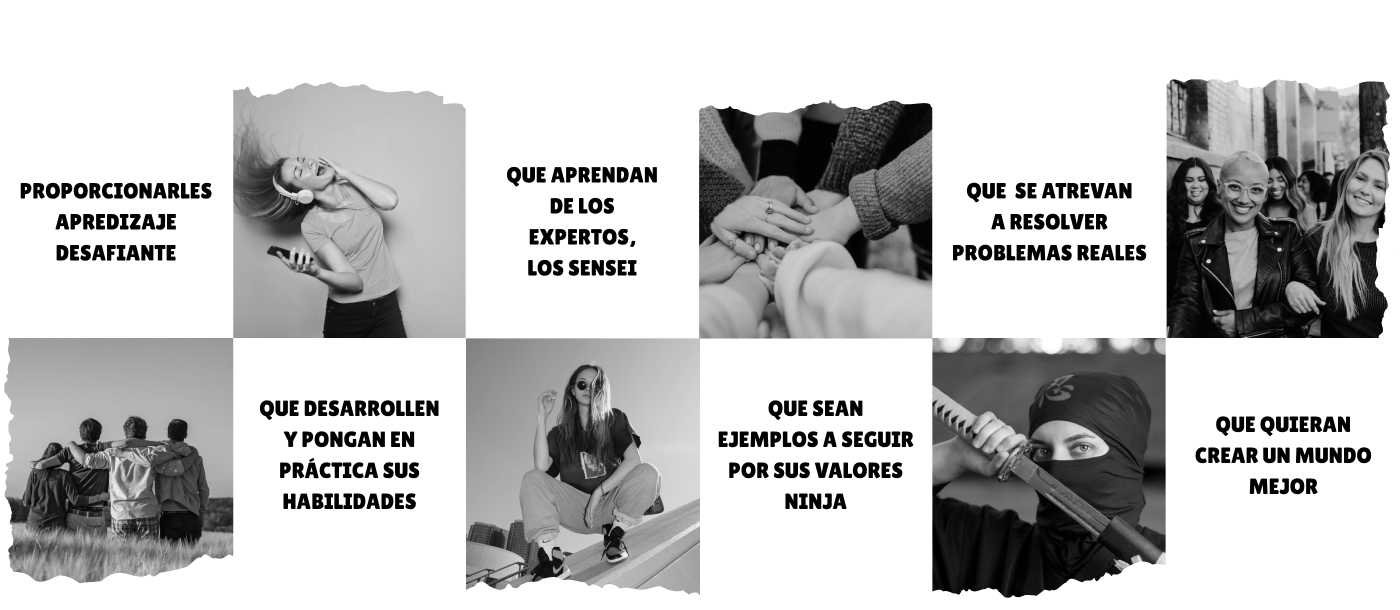 PROPORCIONARLES
APREDIZAJE
DESAFIANTE
QUE APRENDAN
DE LOS
EXPERTOS,
LOS SENSEI
QUE SE ATREVAN
A RESOLVER
PROBLEMAS REALES
QUE DESARROLLEN
Y PONGAN EN
PRÁCTICA SUS
HABILIDADES
QUE SEAN
EJEMPLOS A SEGUIR
POR SUS VALORES
NINJA
QUE QUIERAN
CREAR UN MUNDO
MEJOR